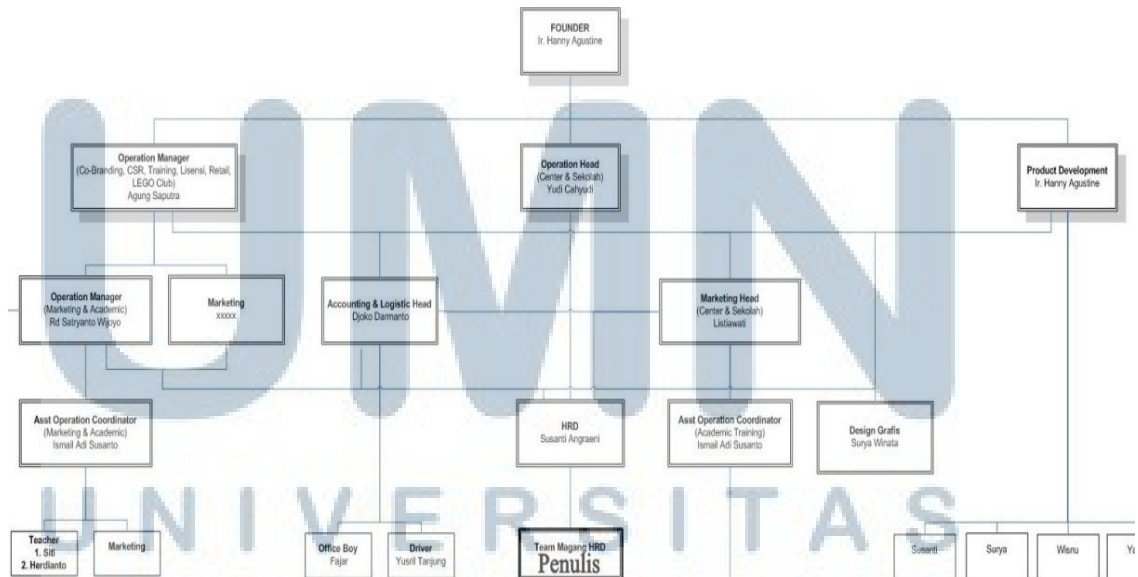 FOUNDER
Ir. Hanny Agustine
Operation Manager
(Co-Branding, CSR, Training, Lisensi, Retail,
LEGO Club)
Agung Saputra
Operation Head
(Center & Sekolah)
Yudi Cahyudi
Product Development
Ir. Hanny Agustine
Operation Manager
(Marketing & Academic)
Rd Satryanto Wijoyo
Marketing
xxxxx
Accounting & Logistic Head
Djoko Darmanto
Marketing Head
(Center & Sekolah)
Listiawati
Asst Operation Coordinator
(Marketing & Academic)
Ismail Adi Susanto
HRD
Susanti Angraeni
Asst Operation Coordinator
(Academic Training)
Ismail Adi Susanto
Design Grafis
Surya Winata
Teacher
1. Siti
2. Herdianto
Marketing
Office Boy
Fajar
Driver
Yusril Tanjung
Team Magang HRD
Penulis
Susanti
Surya
Wisnu
UMN
UNIVERSITAS